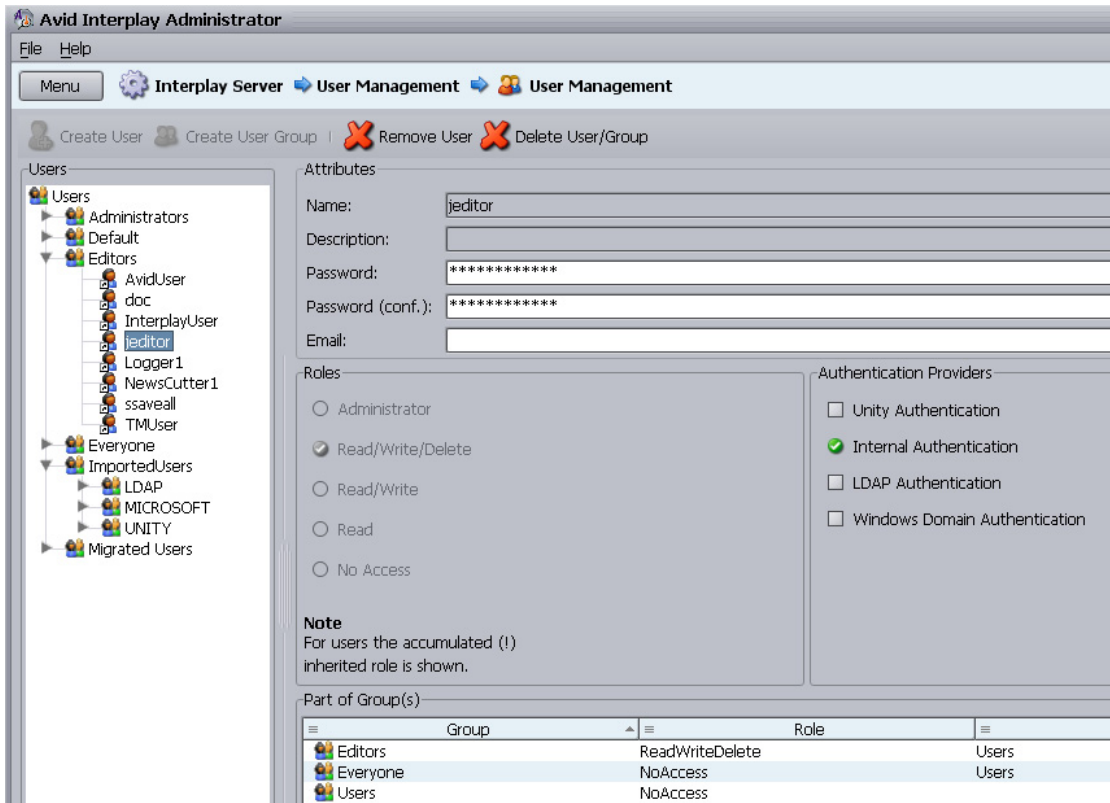 Avid Interplay Administrator
File Help
Menu Interplay Server User Management User Management
Create User Create User Group Remove User Delete User/Group
Users
Users
Administrators
Default
Editors
AvidUser
doc
InterplayUser
jeditor
Logger1
NewsCutter1
ssaveall
TMUser
Everyone
ImportedUsers
LDAP
MICROSOFT
UNITY
Migrated Users
Attributes
Name: jeditor
Description:
Password: ************
Password (conf.): ************
Email:
Roles
Administrator
Read/Write/Delete
Read/Write
Read
No Access
Note
For users the accumulated (!)
inherited role is shown.
Authentication Providers
Unity Authentication
Internal Authentication
LDAP Authentication
Windows Domain Authentication
Part of Group(s)
Group Role
Editors ReadWriteDelete Users
Everyone NoAccess Users
Users NoAccess